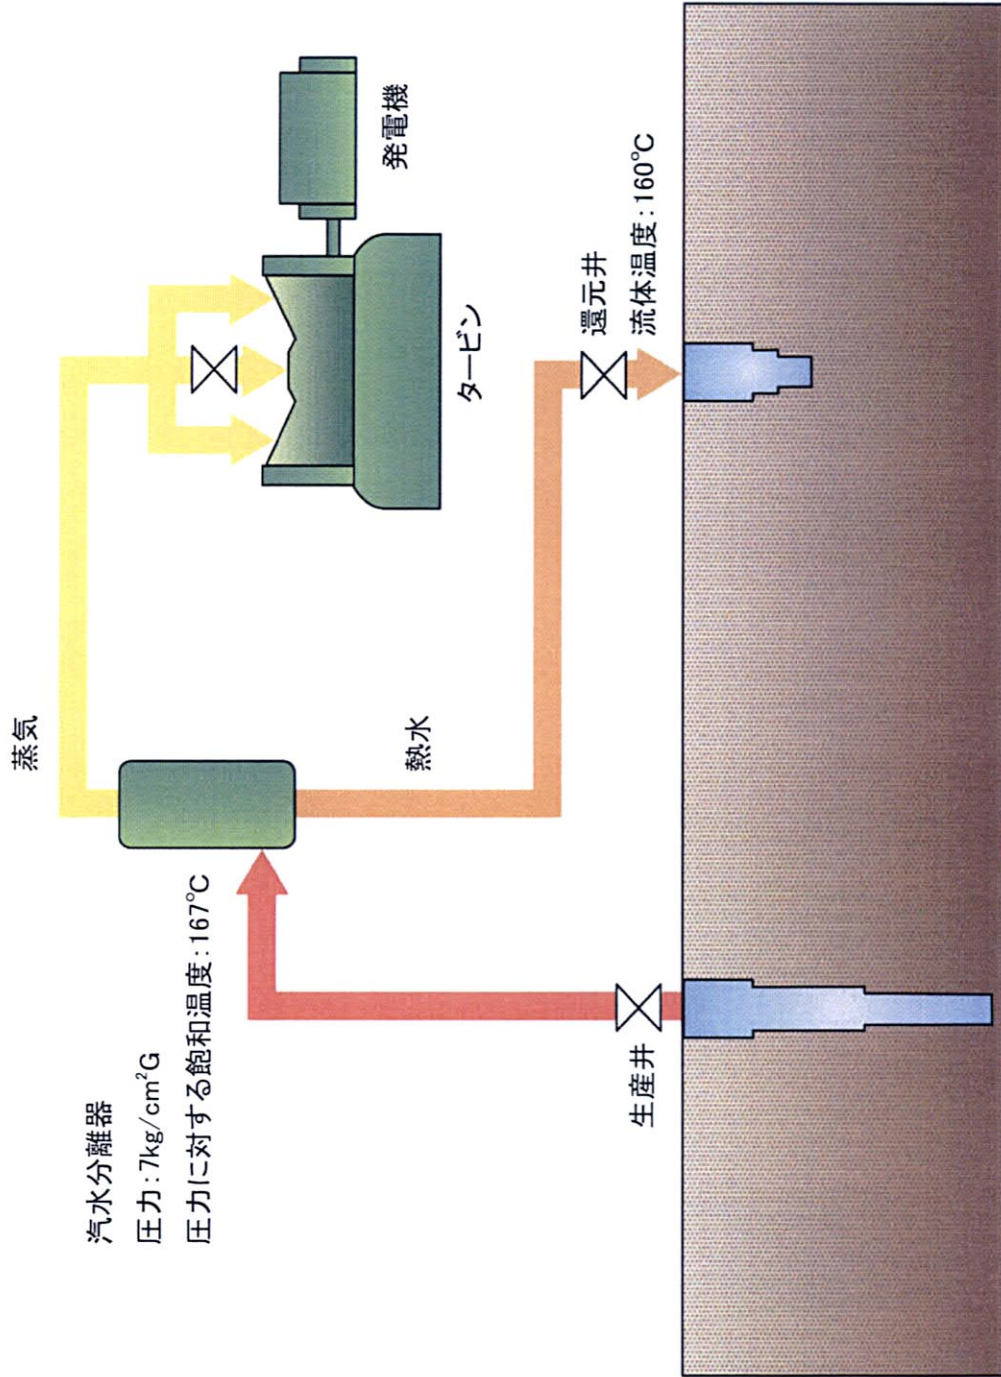 汽水分離器
圧力:7kg/cm²G
圧力に対する飽和温度:167℃
蒸気
熱水
発電機
タービン
生産井
還元井
流体温度:160℃